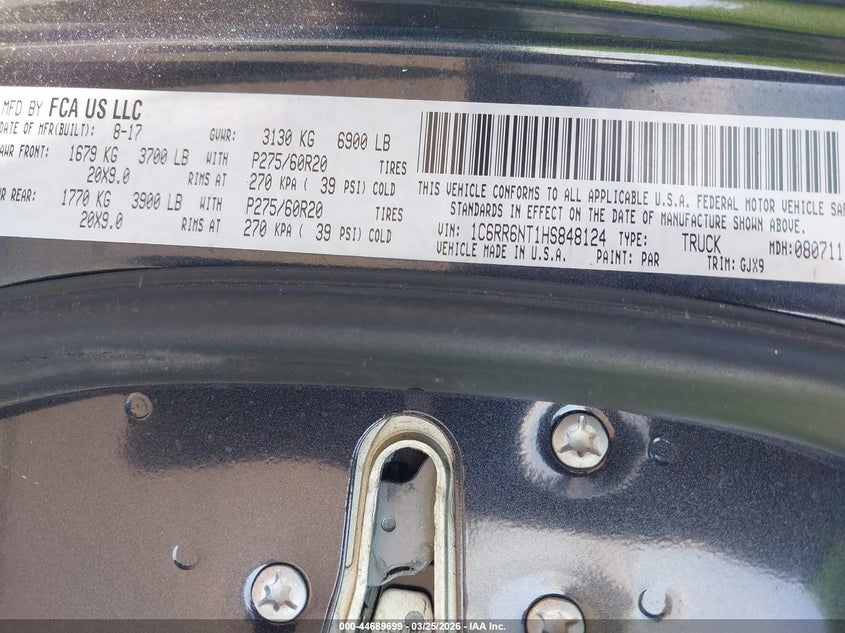 MFD BY FCA US LLC
DATE OF MFR(BUILT): 8-17 GVWR: 3130 KG 6900 LB
AWR FRONT: 1679 KG 3700 LB WITH P275/60R20 TIRES
20X9.0 RIMS AT 270 KPA ( 39 PSI) COLD
R REAR: 1770 KG 3900 LB WITH P275/60R20 TIRES
20X9.0 RIMS AT 270 KPA ( 39 PSI) COLD
THIS VEHICLE CONFORMS TO ALL APPLICABLE U.S.A. FEDERAL MOTOR VEHICLE SAF
STANDARDS IN EFFECT ON THE DATE OF MANUFACTURE SHOWN ABOVE.
VIN: 1C6RR6NT1HS848124 TYPE: TRUCK MDH:080711
VEHICLE MADE IN U.S.A. PAINT: PAR TRIM: GJX9
000-44689699 - 03/25/2026 - IAA Inc.